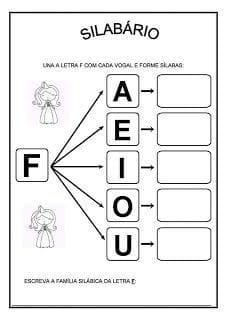 SILABÁRIO
UNA A LETRA F COM CADA VOGAL E FORME SÍLABAS:
A
E
F
I
O
U
ESCREVA A FAMÍLIA SILÁBICA DA LETRA F: